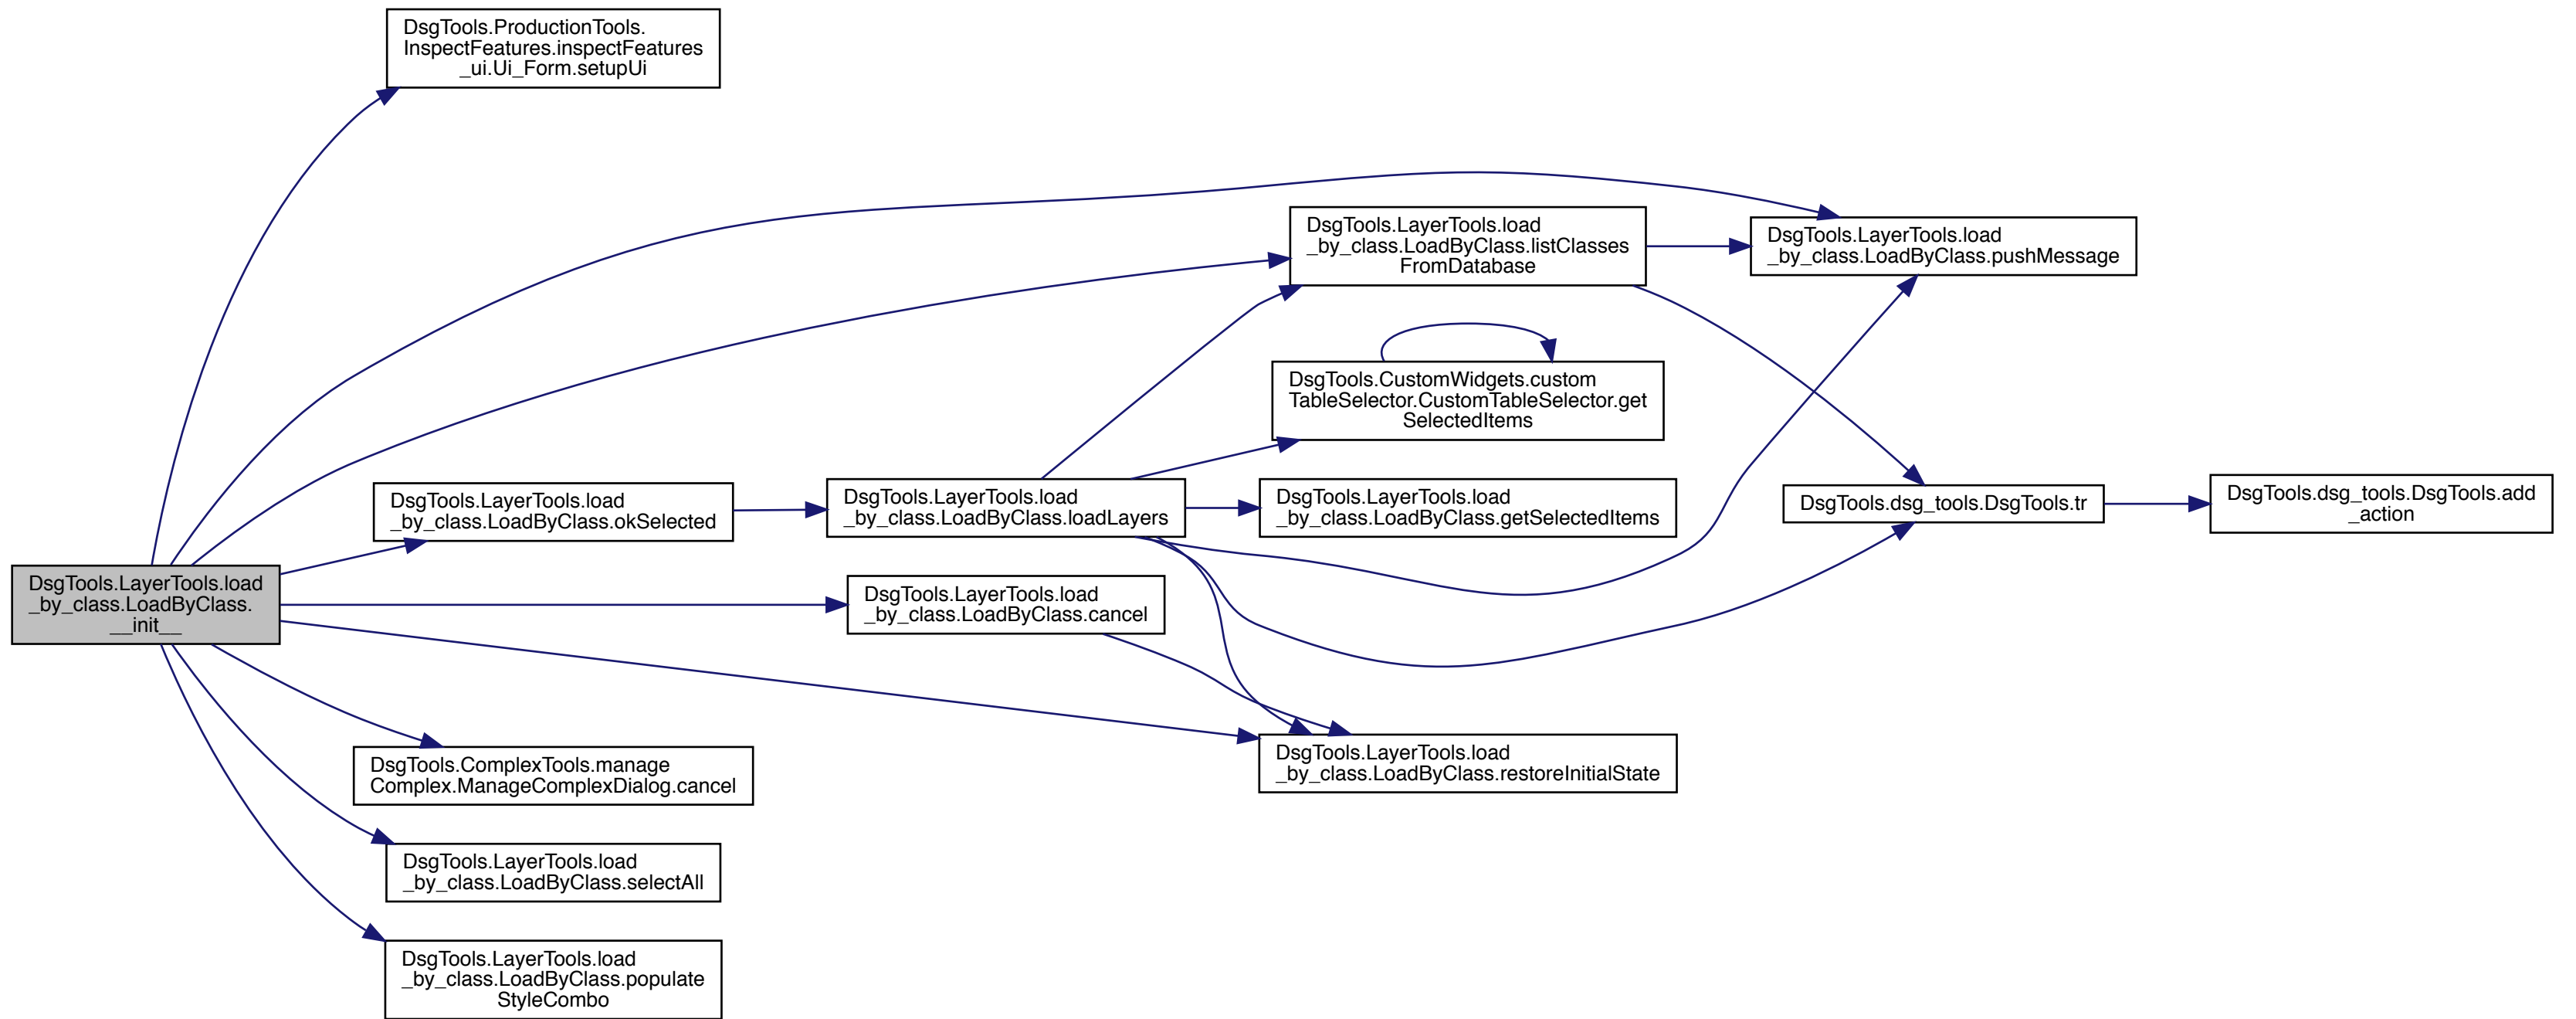 DsgTools.ProductionTools.
InspectFeatures.inspectFeatures
_ui.Ui_Form.setupUi
DsgTools.LayerTools.load
_by_class.LoadByClass.listClasses
FromDatabase
DsgTools.LayerTools.load
_by_class.LoadByClass.pushMessage
DsgTools.CustomWidgets.custom
TableSelector.CustomTableSelector.get
SelectedItems
DsgTools.LayerTools.load
_by_class.LoadByClass.okSelected
DsgTools.LayerTools.load
_by_class.LoadByClass.loadLayers
DsgTools.LayerTools.load
_by_class.LoadByClass.getSelectedItems
DsgTools.dsg_tools.DsgTools.tr
DsgTools.dsg_tools.DsgTools.add
_action
DsgTools.LayerTools.load
_by_class.LoadByClass.
__init__
DsgTools.LayerTools.load
_by_class.LoadByClass.cancel
DsgTools.LayerTools.load
_by_class.LoadByClass.restoreInitialState
DsgTools.ComplexTools.manage
Complex.ManageComplexDialog.cancel
DsgTools.LayerTools.load
_by_class.LoadByClass.selectAll
DsgTools.LayerTools.load
_by_class.LoadByClass.populate
StyleCombo